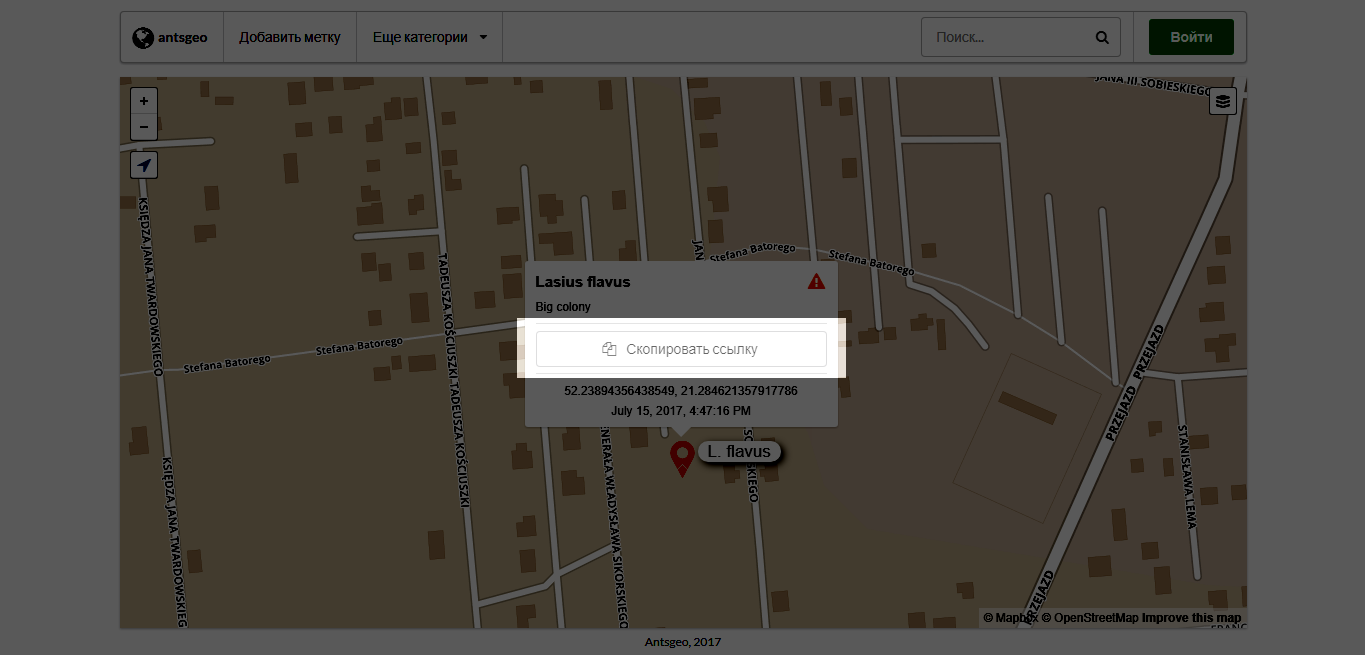 antsgeo
Добавить метку
Еще категории
Поиск...
Войти
+
−
JANA III SOBIESKIEGO
KSIĘDZA JANA TWARDOWSKIEGO
TADEUSZA KOŚCIUSZKI
TADEUSZA KOŚCIUSZKI
JAN
Stefana Batorego
Stefana Batorego
Lasius flavus
Big colony
Скопировать ссылку
52.23894356438549, 21.284621357917786
July 15, 2017, 4:47:16 PM
Stefana Batorego
Stefana Batorego
PRZEJAZD
PRZEJAZD
L. flavus
KSIĘDZA JANA TWARDOWSKIEG
ENERAŁA WŁADYSŁAWA SIKORSKIEGO
STANISŁAWA LEMA
PRZEJAZD
© Mapbox © OpenStreetMap Improve this map
Antsgeo, 2017